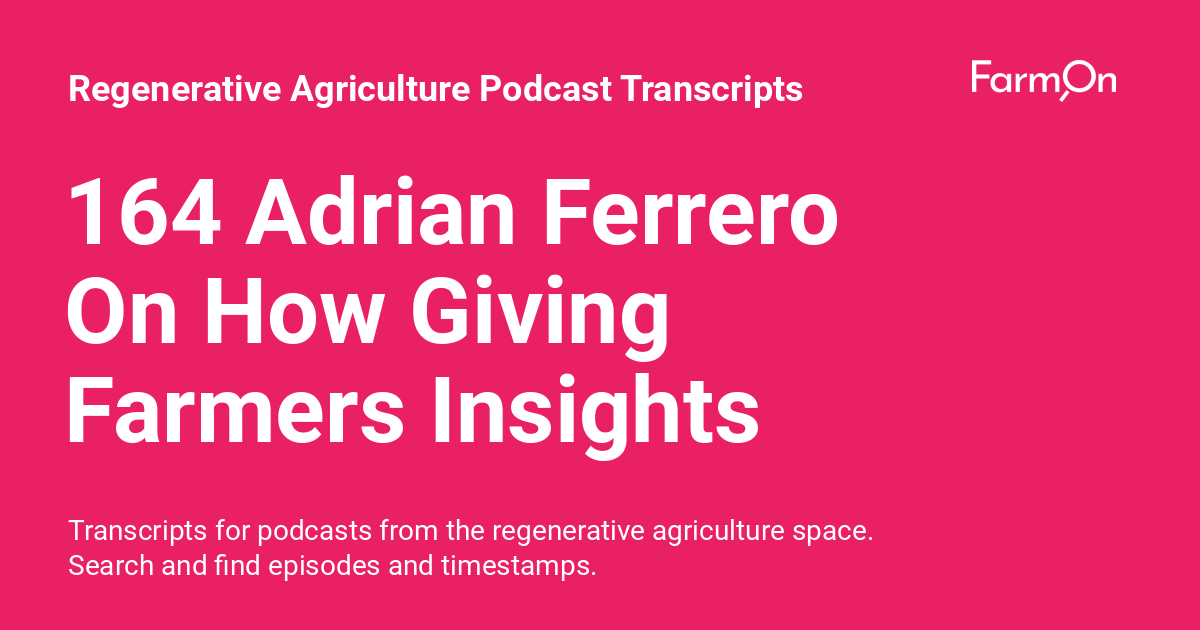 Regenerative Agriculture Podcast Transcripts
FarmOn
164 Adrian Ferrero
On How Giving
Farmers Insights
Transcripts for podcasts from the regenerative agriculture space.
Search and find episodes and timestamps.